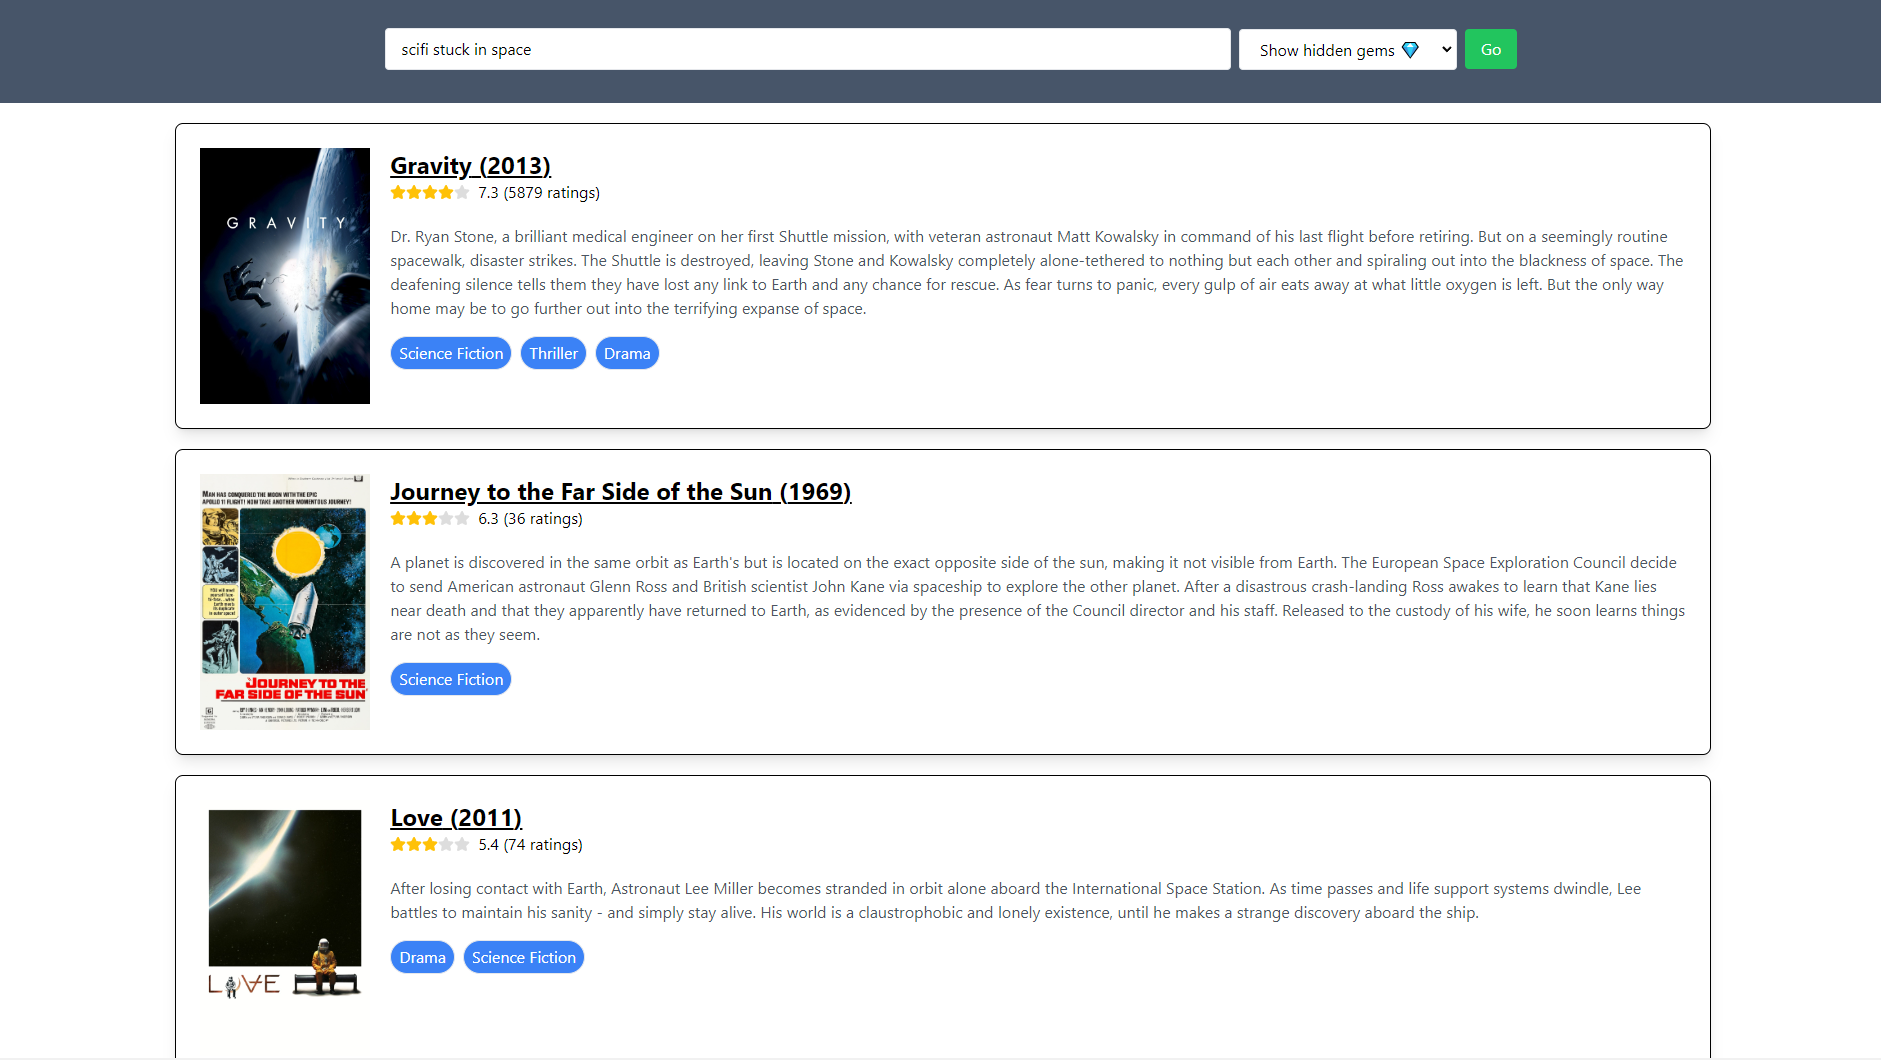 scifi stuck in space
Show hidden gems 💎
Go
GRAVITY
Gravity (2013)
7.3 (5879 ratings)
Dr. Ryan Stone, a brilliant medical engineer on her first Shuttle mission, with veteran astronaut Matt Kowalsky in command of his last flight before retiring. But on a seemingly routine
spacewalk, disaster strikes. The Shuttle is destroyed, leaving Stone and Kowalsky completely alone-tethered to nothing but each other and spiraling out into the blackness of space. The
deafening silence tells them they have lost any link to Earth and any chance for rescue. As fear turns to panic, every gulp of air eats away at what little oxygen is left. But the only way
home may be to go further out into the terrifying expanse of space.
Science Fiction
Thriller
Drama
MAN HAS CONQUERED THE MOON WITH THE EPIC
APOLLO 11 FLIGHT! NOW TAKE ANOTHER MOMENTOUS JOURNEY!
JOURNEY TO THE
FAR SIDE OF THE SUN
Journey to the Far Side of the Sun (1969)
6.3 (36 ratings)
A planet is discovered in the same orbit as Earth's but is located on the exact opposite side of the sun, making it not visible from Earth. The European Space Exploration Council decide
to send American astronaut Glenn Ross and British scientist John Kane via spaceship to explore the other planet. After a disastrous crash-landing Ross awakes to learn that Kane lies
near death and that they apparently have returned to Earth, as evidenced by the presence of the Council director and his staff. Released to the custody of his wife, he soon learns things
are not as they seem.
Science Fiction
LOVE
Love (2011)
5.4 (74 ratings)
After losing contact with Earth, Astronaut Lee Miller becomes stranded in orbit alone aboard the International Space Station. As time passes and life support systems dwindle, Lee
battles to maintain his sanity - and simply stay alive. His world is a claustrophobic and lonely existence, until he makes a strange discovery aboard the ship.
Drama
Science Fiction